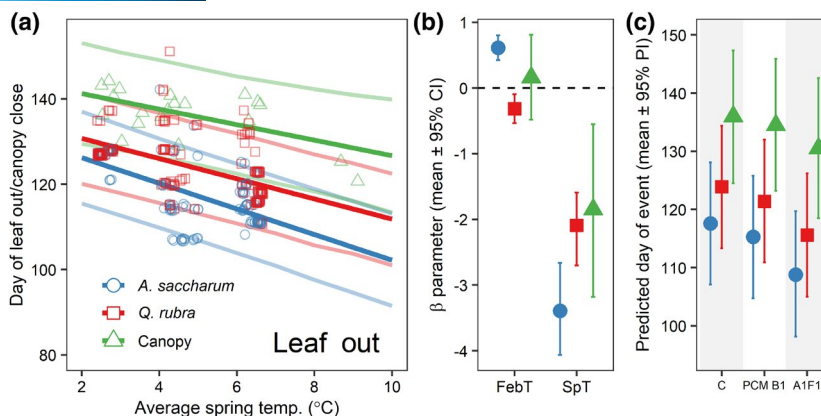 (a)
Day of leaf out/canopy close
140
120
100
80
A. saccharum
Q. rubra
Canopy
Leaf out
2
4
6
8
10
Average spring temp. (°C)
(b)
β parameter (mean ± 95% CI)
1
0
-1
-2
-3
-4
FebT
SpT
(c)
Predicted day of event (mean ± 95% PI)
150
140
130
120
110
100
C
PCM B1
A1F1